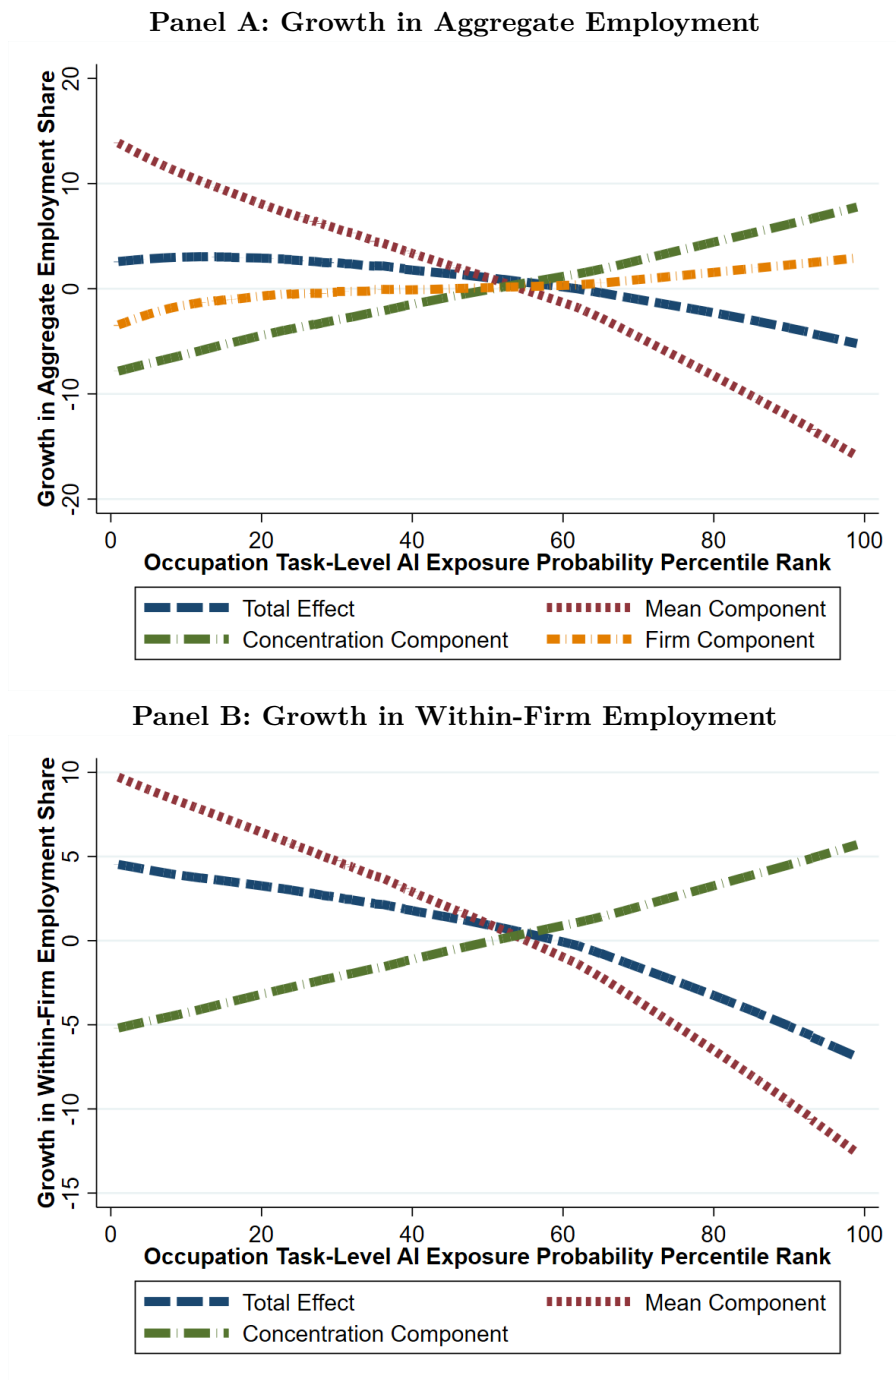 Panel A: Growth in Aggregate Employment
Growth in Aggregate Employment Share
20
10
0
-10
-20
0 20 40 60 80 100
Occupation Task-Level AI Exposure Probability Percentile Rank
Total Effect Mean Component
Concentration Component Firm Component
Panel B: Growth in Within-Firm Employment
Growth in Within-Firm Employment Share
10
5
0
-5
-10
-15
0 20 40 60 80 100
Occupation Task-Level AI Exposure Probability Percentile Rank
Total Effect Mean Component
Concentration Component